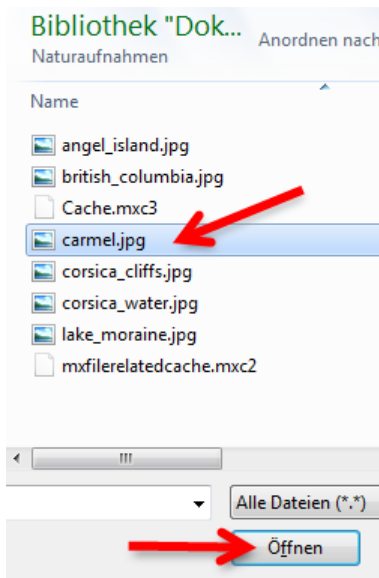 Bibliothek "Dok...
Anordnen nach
Naturaufnahmen
Name
angel_island.jpg
british_columbia.jpg
Cache.mxc3
carmel.jpg
corsica_cliffs.jpg
corsica_water.jpg
lake_moraine.jpg
mxfilerelatedcache.mxc2
Alle Dateien (*.*)
Öffnen